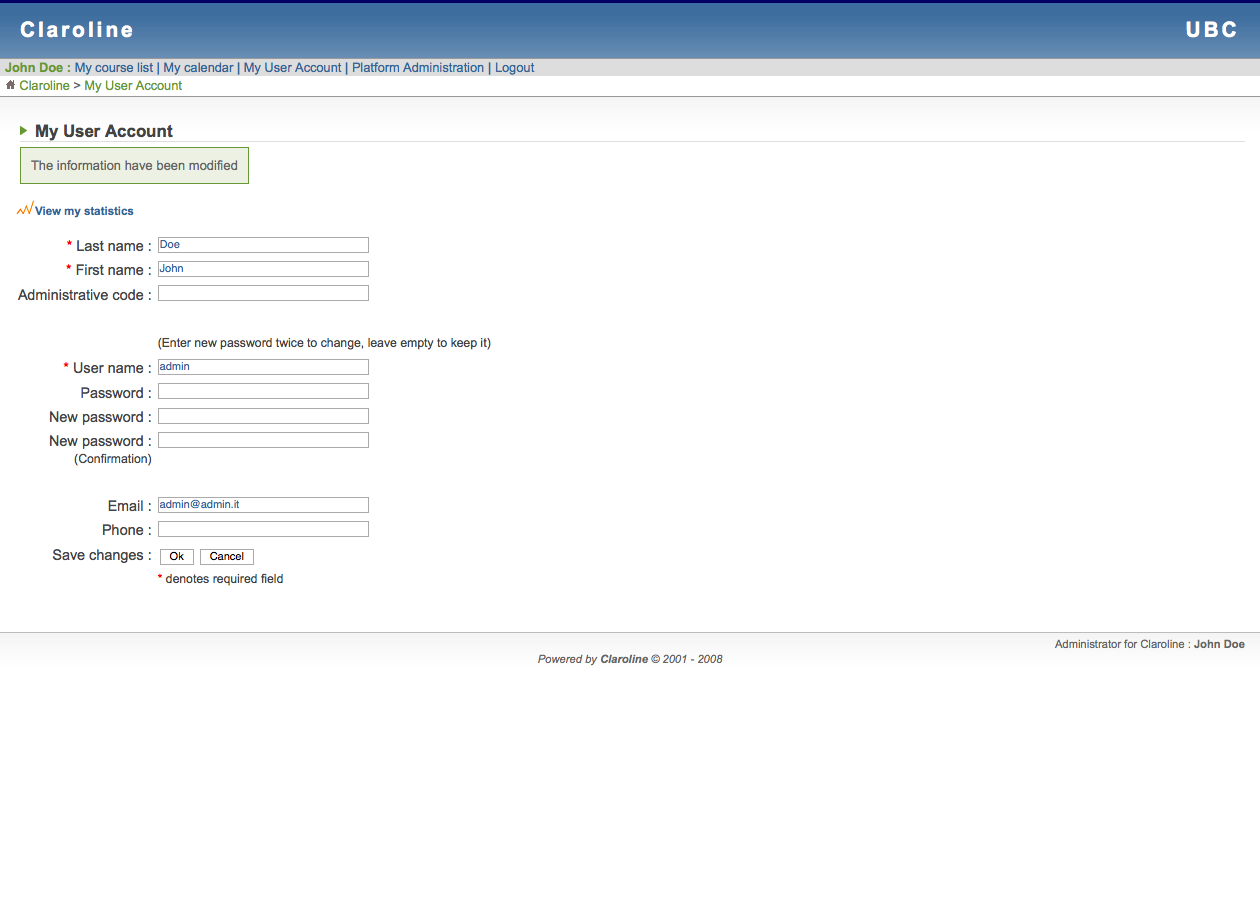 Claroline UBC
John Doe : My course list | My calendar | My User Account | Platform Administration | Logout
Claroline > My User Account
My User Account
The information have been modified
View my statistics
* Last name : Doe
* First name : John
Administrative code :
(Enter new password twice to change, leave empty to keep it)
* User name : admin
Password :
New password :
New password :
(Confirmation)
Email : admin@admin.it
Phone :
Save changes : Ok Cancel
* denotes required field
Administrator for Claroline : John Doe
Powered by Claroline © 2001 - 2008